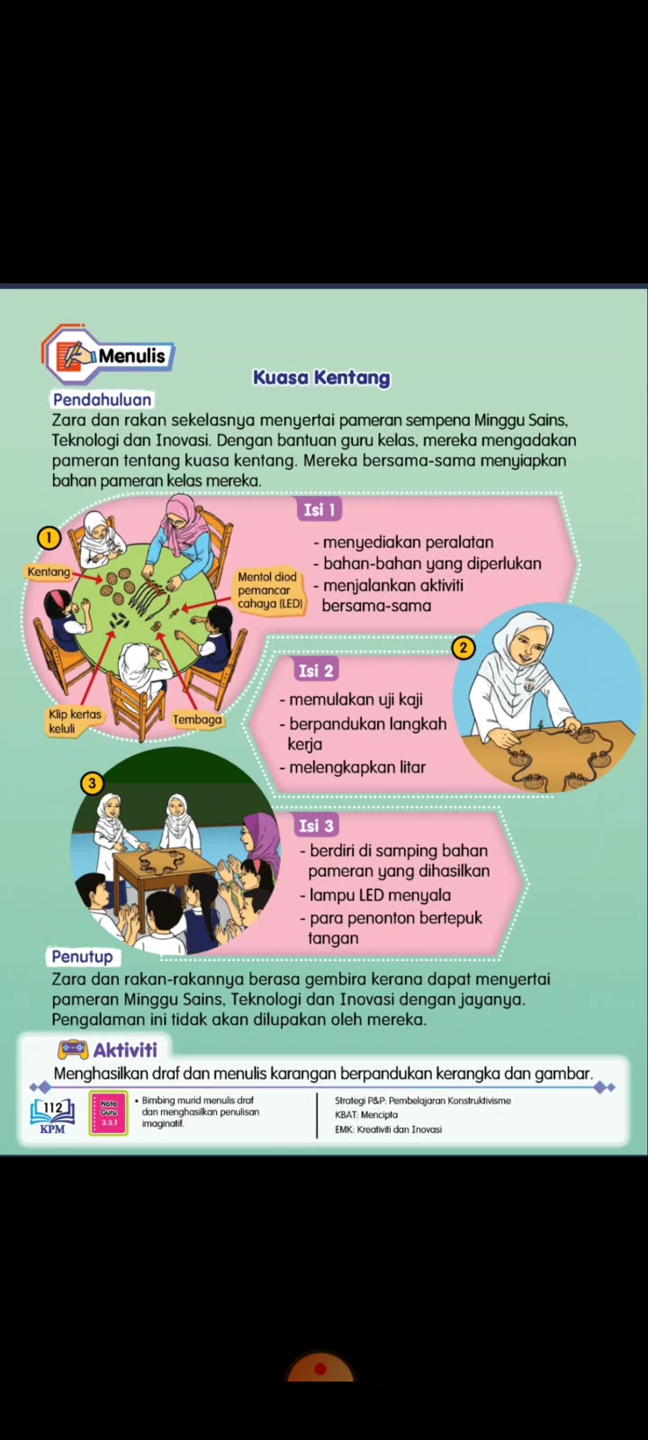 Menulis
Kuasa Kentang
Pendahuluan
Zara dan rakan sekelasnya menyertai pameran sempena Minggu Sains,
Teknologi dan Inovasi. Dengan bantuan guru kelas, mereka mengadakan
pameran tentang kuasa kentang. Mereka bersama-sama menyiapkan
bahan pameran kelas mereka.
1
Kentang
Mentol diod
pemancar
cahaya (LED)
Klip kertas
keluli
Tembaga
Isi 1
- menyediakan peralatan
- bahan-bahan yang diperlukan
- menjalankan aktiviti
bersama-sama
2
Isi 2
- memulakan uji kaji
- berpandukan langkah
kerja
- melengkapkan litar
3
Isi 3
- berdiri di samping bahan
pameran yang dihasilkan
- lampu LED menyala
- para penonton bertepuk
tangan
Penutup
Zara dan rakan-rakannya berasa gembira kerana dapat menyertai
pameran Minggu Sains, Teknologi dan Inovasi dengan jayanya.
Pengalaman ini tidak akan dilupakan oleh mereka.
Aktiviti
Menghasilkan draf dan menulis karangan berpandukan kerangka dan gambar.
112
KPM
Nota
Guru
3.3.1
• Bimbing murid menulis draf
dan menghasilkan penulisan
imaginatif.
Strategi P&P: Pembelajaran Konstruktivisme
KBAT: Mencipta
EMK: Kreativiti dan Inovasi